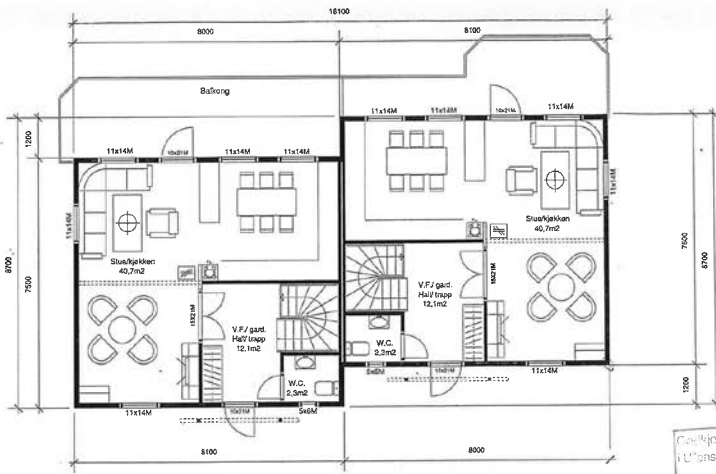 16100
8000
8100
Balkong
11x14M
11x14M
10x21M
11x14M
1200
11x14M
10x21M
11x14M
11x14M
11x14M
11x14M
Stue/kjøkken
40,7m2
Stue/kjøkken
40,7m2
8700
7500
7500
8700
15x21M
15x21M
V.F./ gard.
Hall/ trapp
12,1m2
V.F./ gard.
Hall/ trapp
12,1m2
W.C.
2,3m2
W.C.
2,3m2
5x6M
10x21M
11x14M
1200
11x14M
10x21M
5x6M
8100
8000